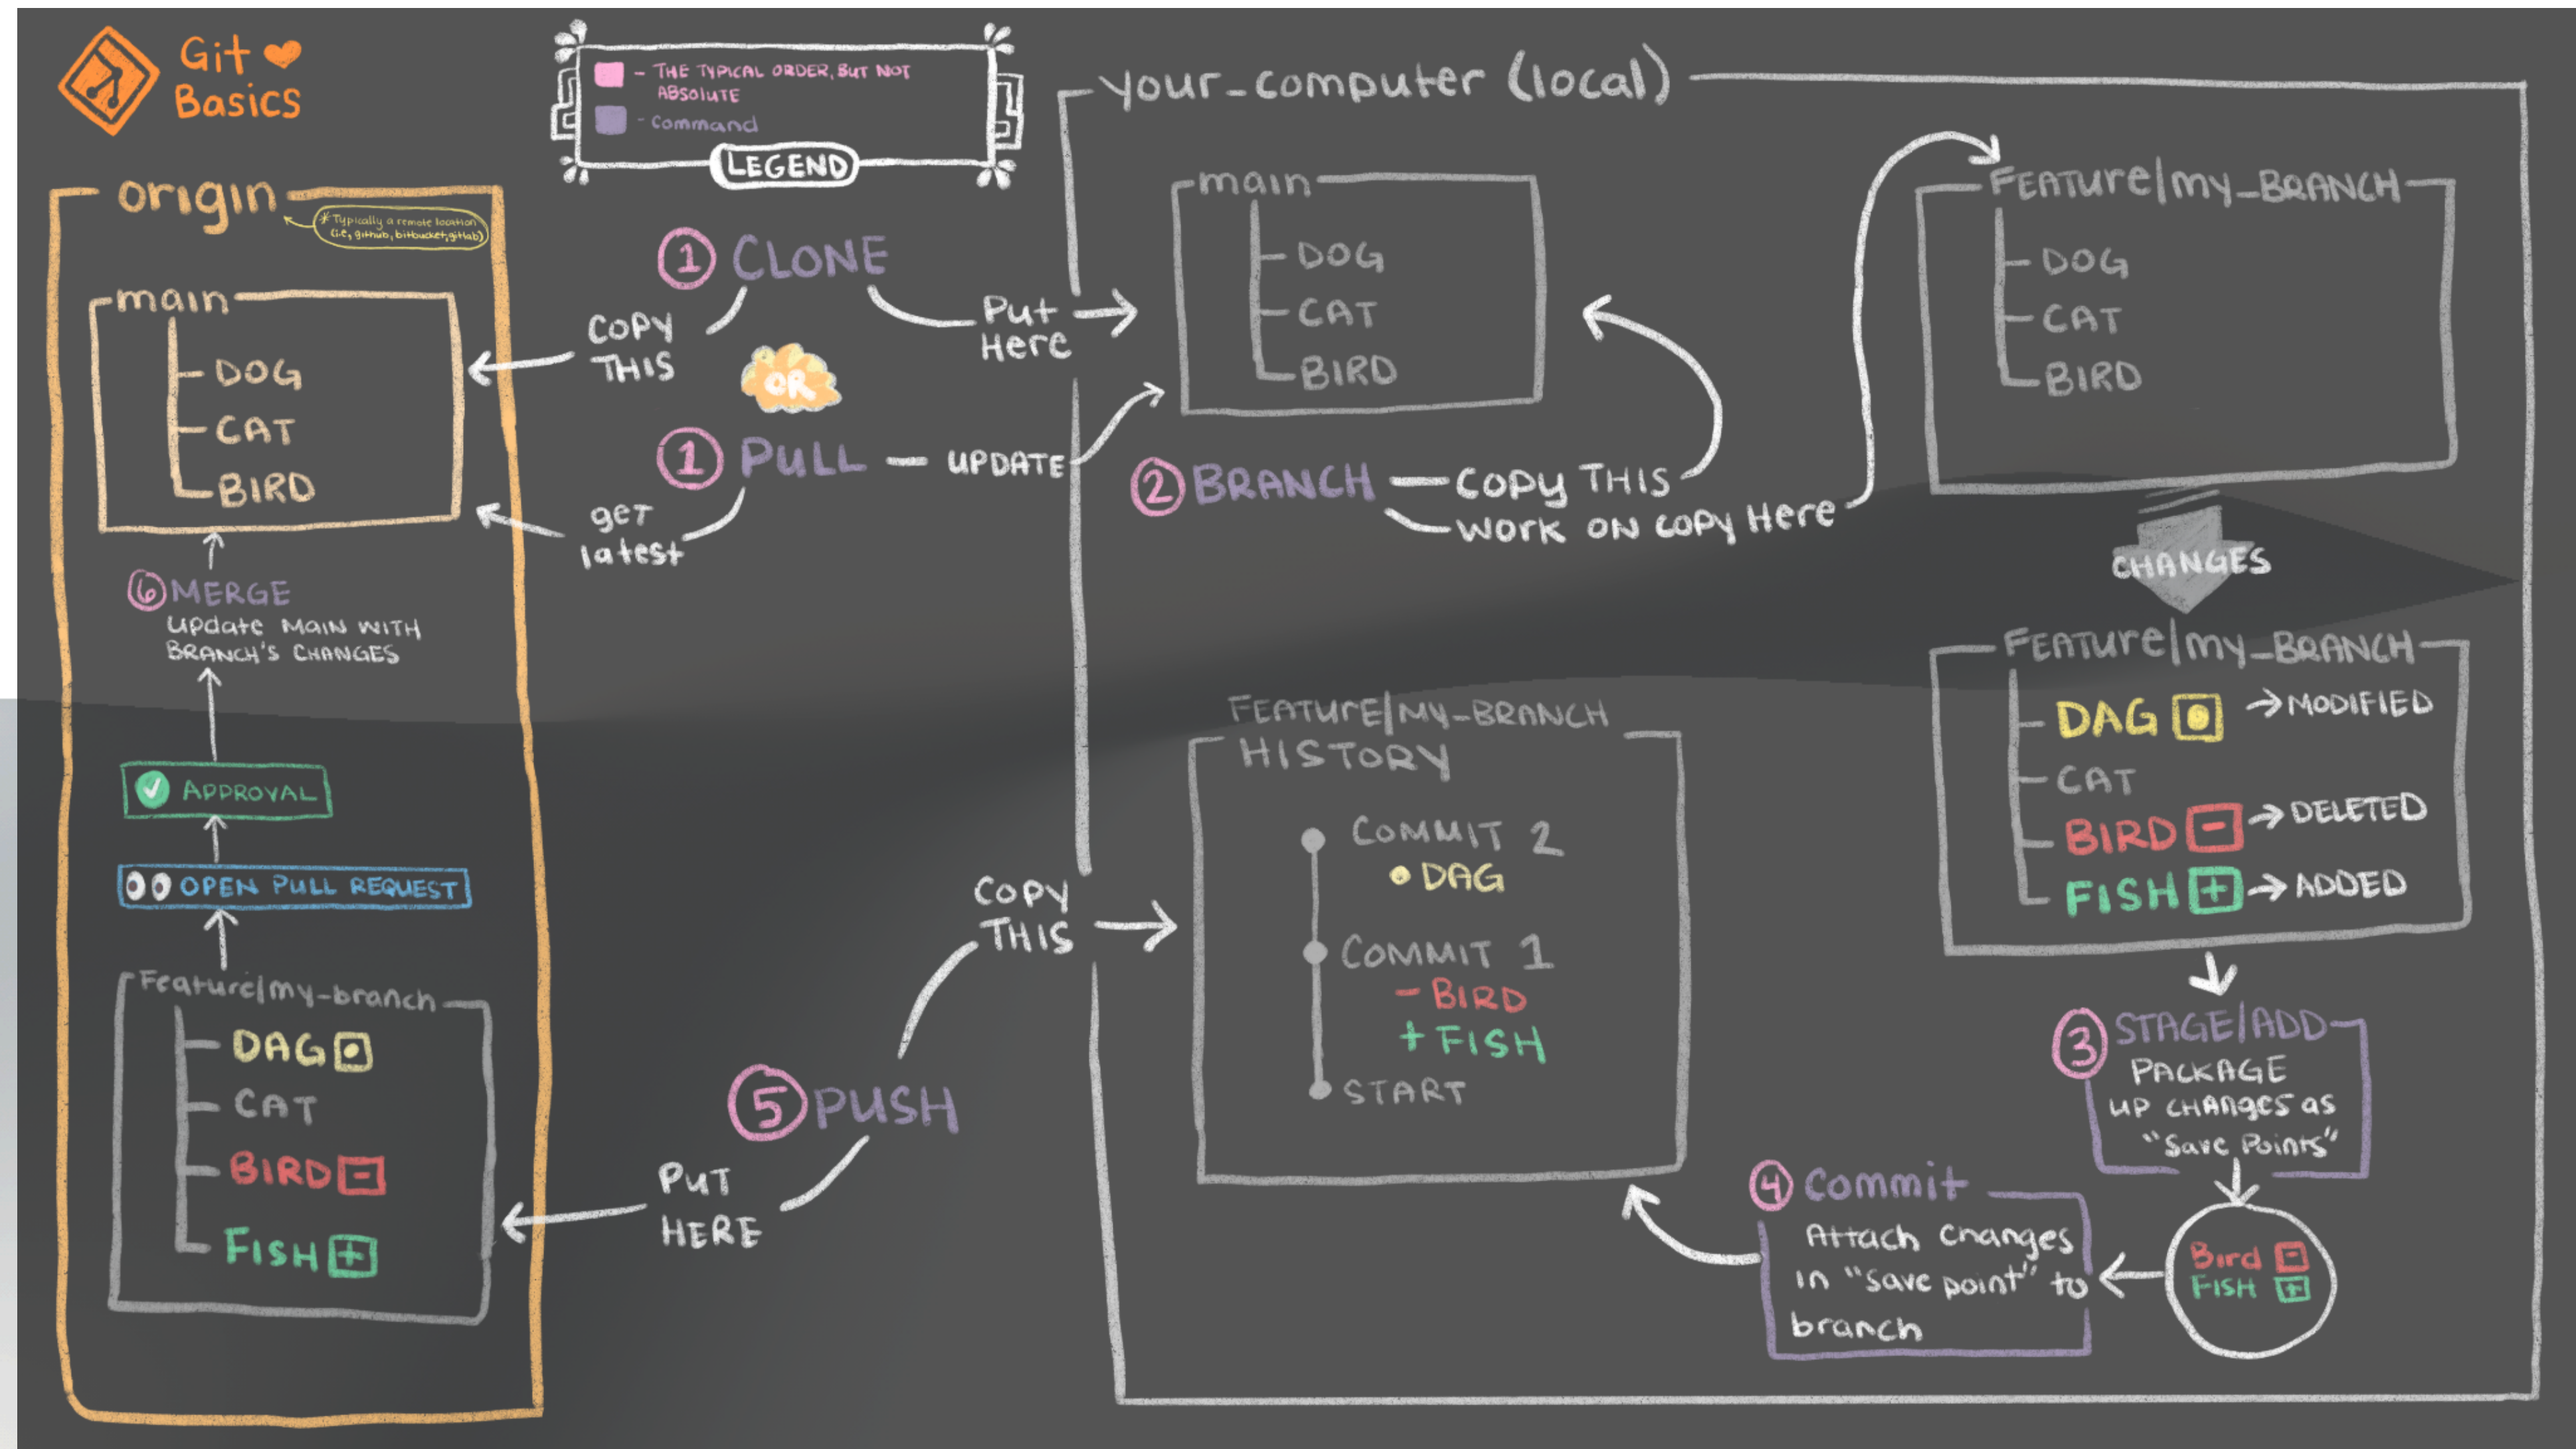 Git
Basics
- THE TYPICAL ORDER, BUT NOT
ABSOLUTE
- Command
LEGEND
origin
* Typically a remote location
(i.e, github, bitbucket, gitlab)
main
DOG
CAT
BIRD
6 MERGE
Update MAIN WITH
BRANCH'S CHANGES
APPROVAL
OPEN PULL REQUEST
Feature/my-branch
DAG
CAT
BIRD -
FISH +
1 CLONE
COPY
THIS
Put
Here
OR
1 PULL - UPDATE
get
latest
5 PUSH
COPY
THIS
PUT
HERE
your_computer (local)
main
DOG
CAT
BIRD
2 BRANCH - COPY THIS
- WORK ON COPY Here
FEATure/my_BRANCH
DOG
CAT
BIRD
CHANGES
FEATure/my_BRANCH
DAG → MODIFIED
CAT
BIRD - → DELETED
FISH + → ADDED
3 STAGE/ADD
PACKAGE
UP CHANges as
"Save Points"
Bird -
FISH +
4 Commit
Attach Changes
in "save point" to
branch
FEATURE/MY-BRANCH
HISTORY
COMMIT 2
• DAG
COMMIT 1
- BIRD
+ FISH
START